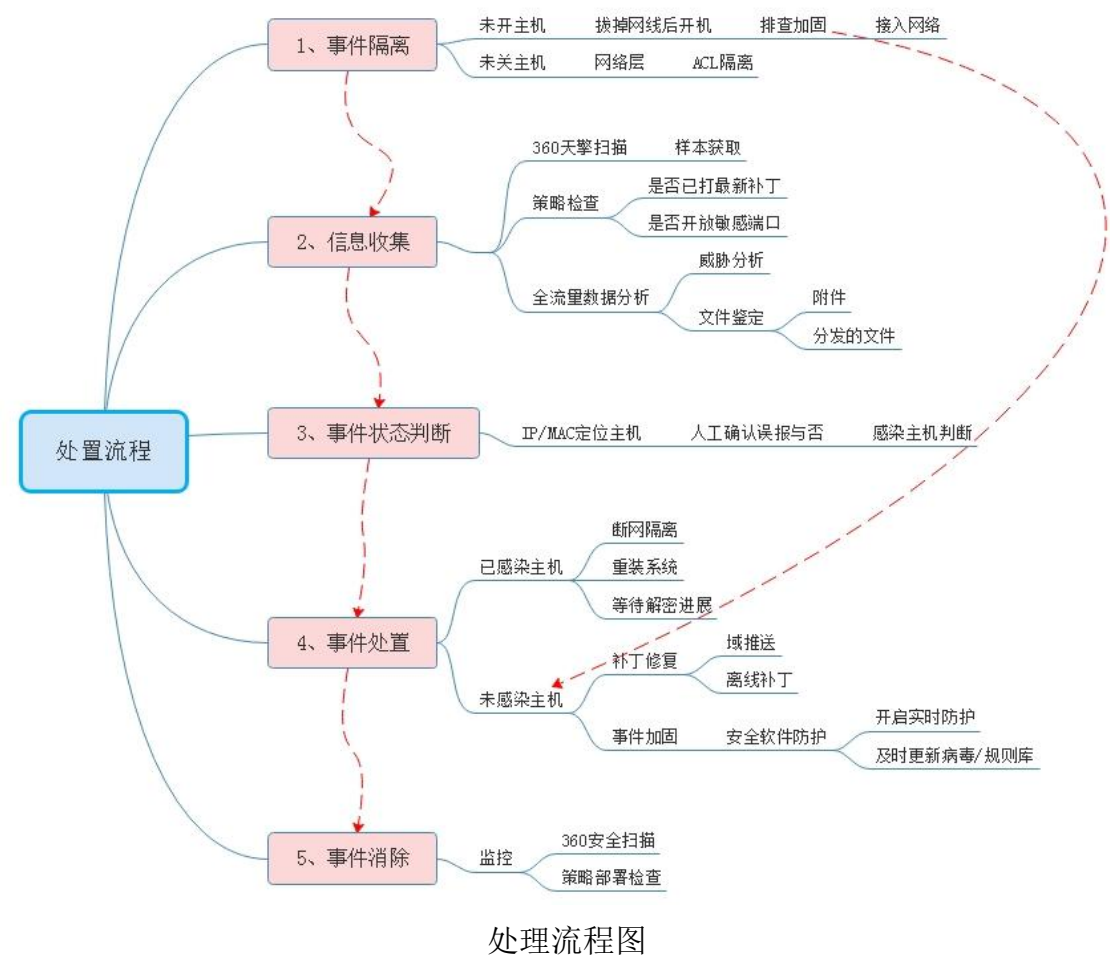 处置流程
1、事件隔离
未开主机 拔掉网线后开机 排查加固 接入网络
未关主机 网络层 ACL隔离
2、信息收集
360天擎扫描 样本获取
策略检查
是否已打最新补丁
是否开放敏感端口
全流量数据分析
威胁分析
文件鉴定
附件
分发的文件
3、事件状态判断
IP/MAC定位主机 人工确认误报与否 感染主机判断
4、事件处置
已感染主机
断网隔离
重装系统
等待解密进展
未感染主机
补丁修复
域推送
离线补丁
事件加固 安全软件防护
开启实时防护
及时更新病毒/规则库
5、事件消除
监控
360安全扫描
策略部署检查
处理流程图